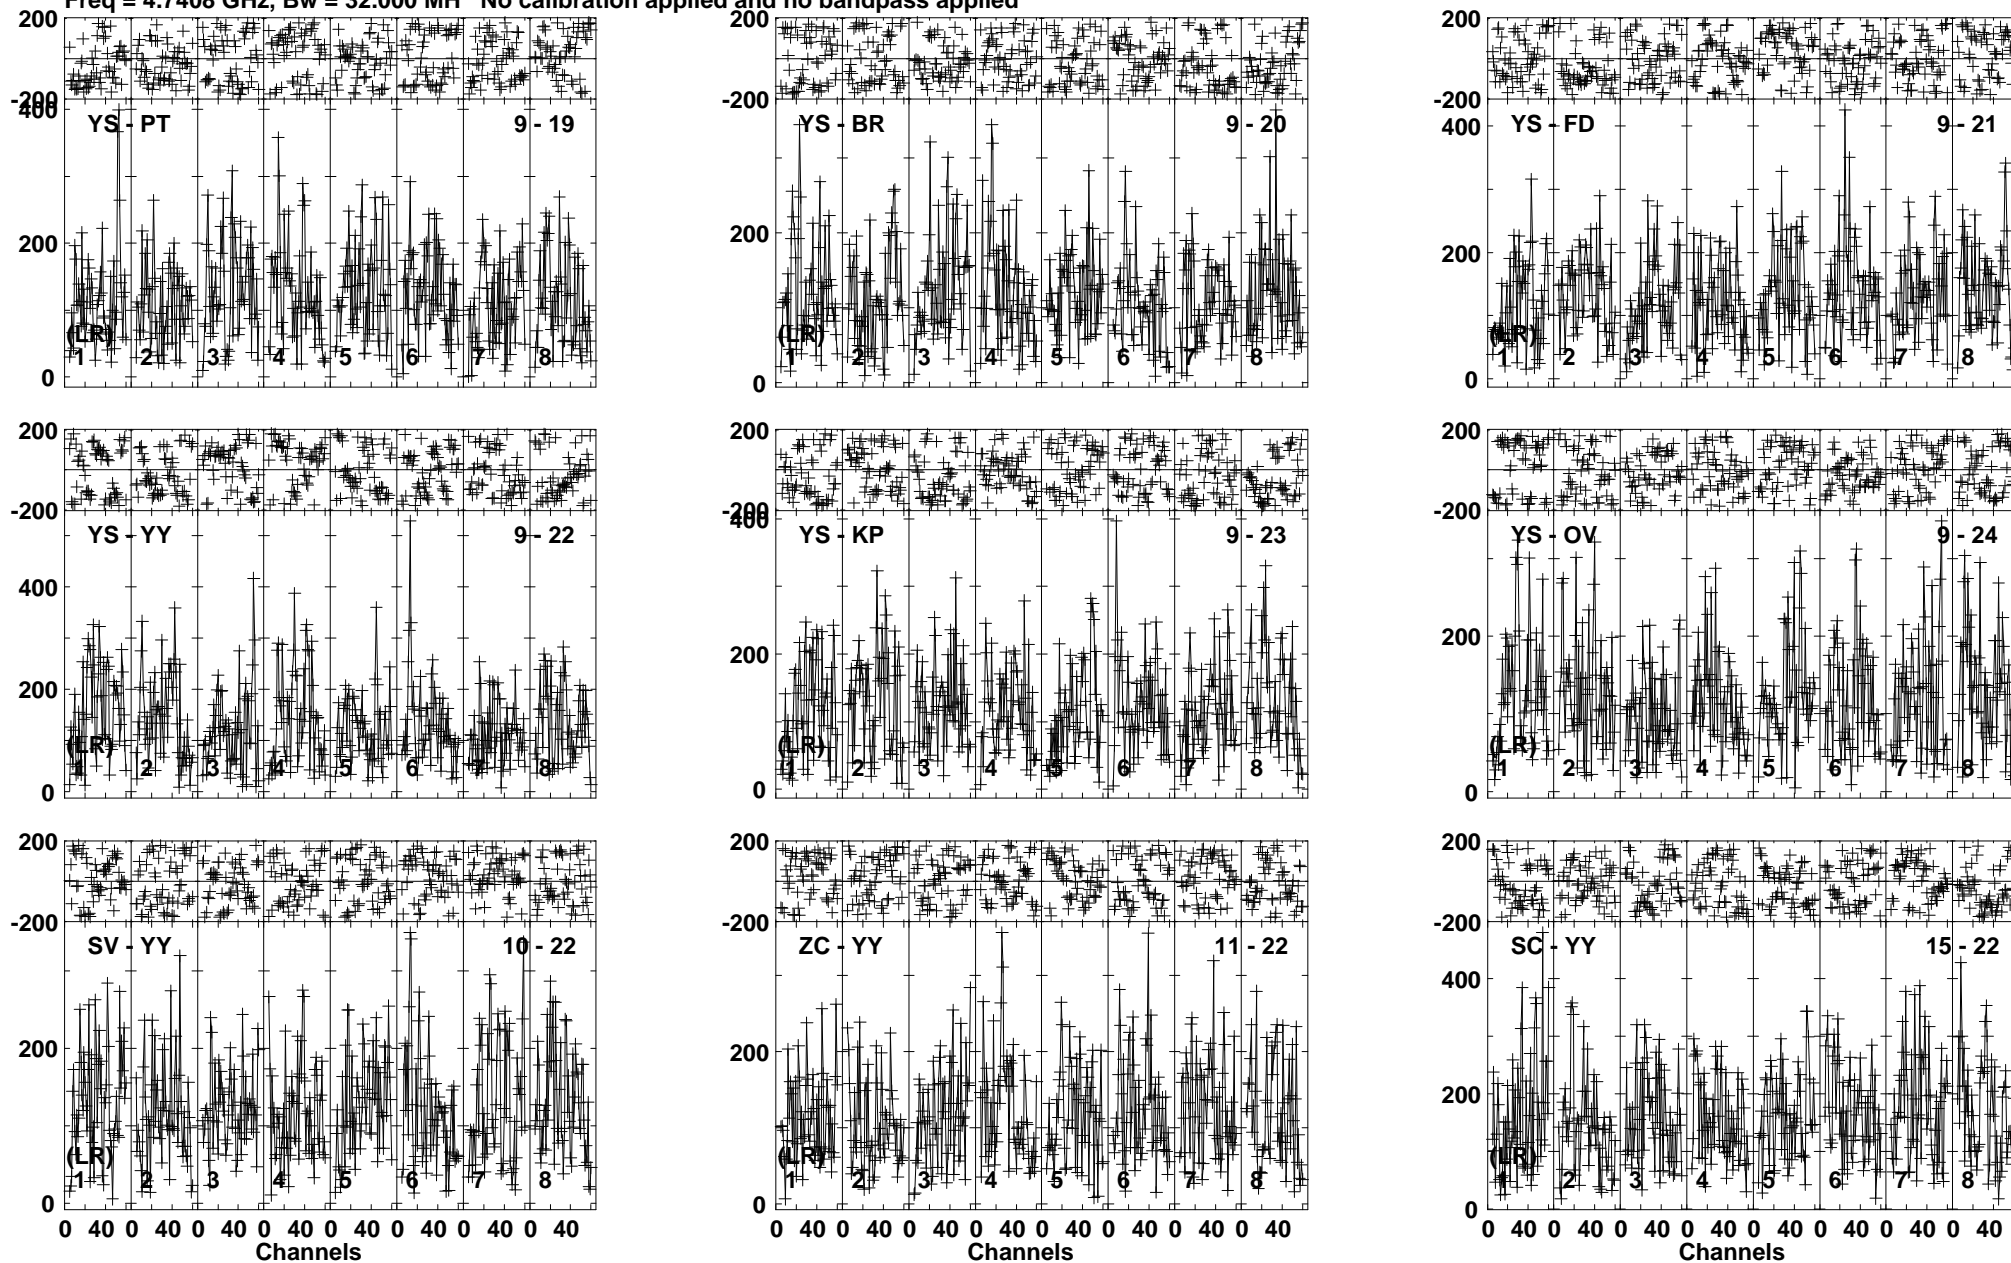 Freq = 4.7408 GHz, Bw = 32.000 MH No calibration applied and no bandpass applied
200
-200
400
200
0
YS - PT 9 - 19
(LR)
1 2 3 4 5 6 7 8
200
-200
200
0
YS - BR 9 - 20
(LR)
1 2 3 4 5 6 7 8
200
-200
400
200
0
YS - FD 9 - 21
(LR)
1 2 3 4 5 6 7 8
200
-200
400
200
0
YS - YY 9 - 22
(LR)
1 2 3 4 5 6 7 8
200
-200
400
200
0
YS - KP 9 - 23
(LR)
1 2 3 4 5 6 7 8
200
-200
200
0
YS - OV 9 - 24
(LR)
1 2 3 4 5 6 7 8
200
-200
200
0
SV - YY 10 - 22
(LR)
1 2 3 4 5 6 7 8
0 40 0 40 0 40 0 40 0 40 0 40 0 40 0 40
Channels
200
-200
200
0
ZC - YY 11 - 22
(LR)
1 2 3 4 5 6 7 8
0 40 0 40 0 40 0 40 0 40 0 40 0 40 0 40
Channels
200
-200
400
200
0
SC - YY 15 - 22
(LR)
1 2 3 4 5 6 7 8
0 40 0 40 0 40 0 40 0 40 0 40 0 40 0 40
Channels